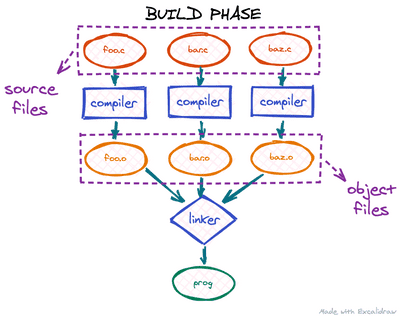 BUILD PHASE
foo.c
bar.c
baz.c
source
files
compiler
compiler
compiler
foo.o
bar.o
baz.o
object
files
linker
prog
Made with Excalidraw